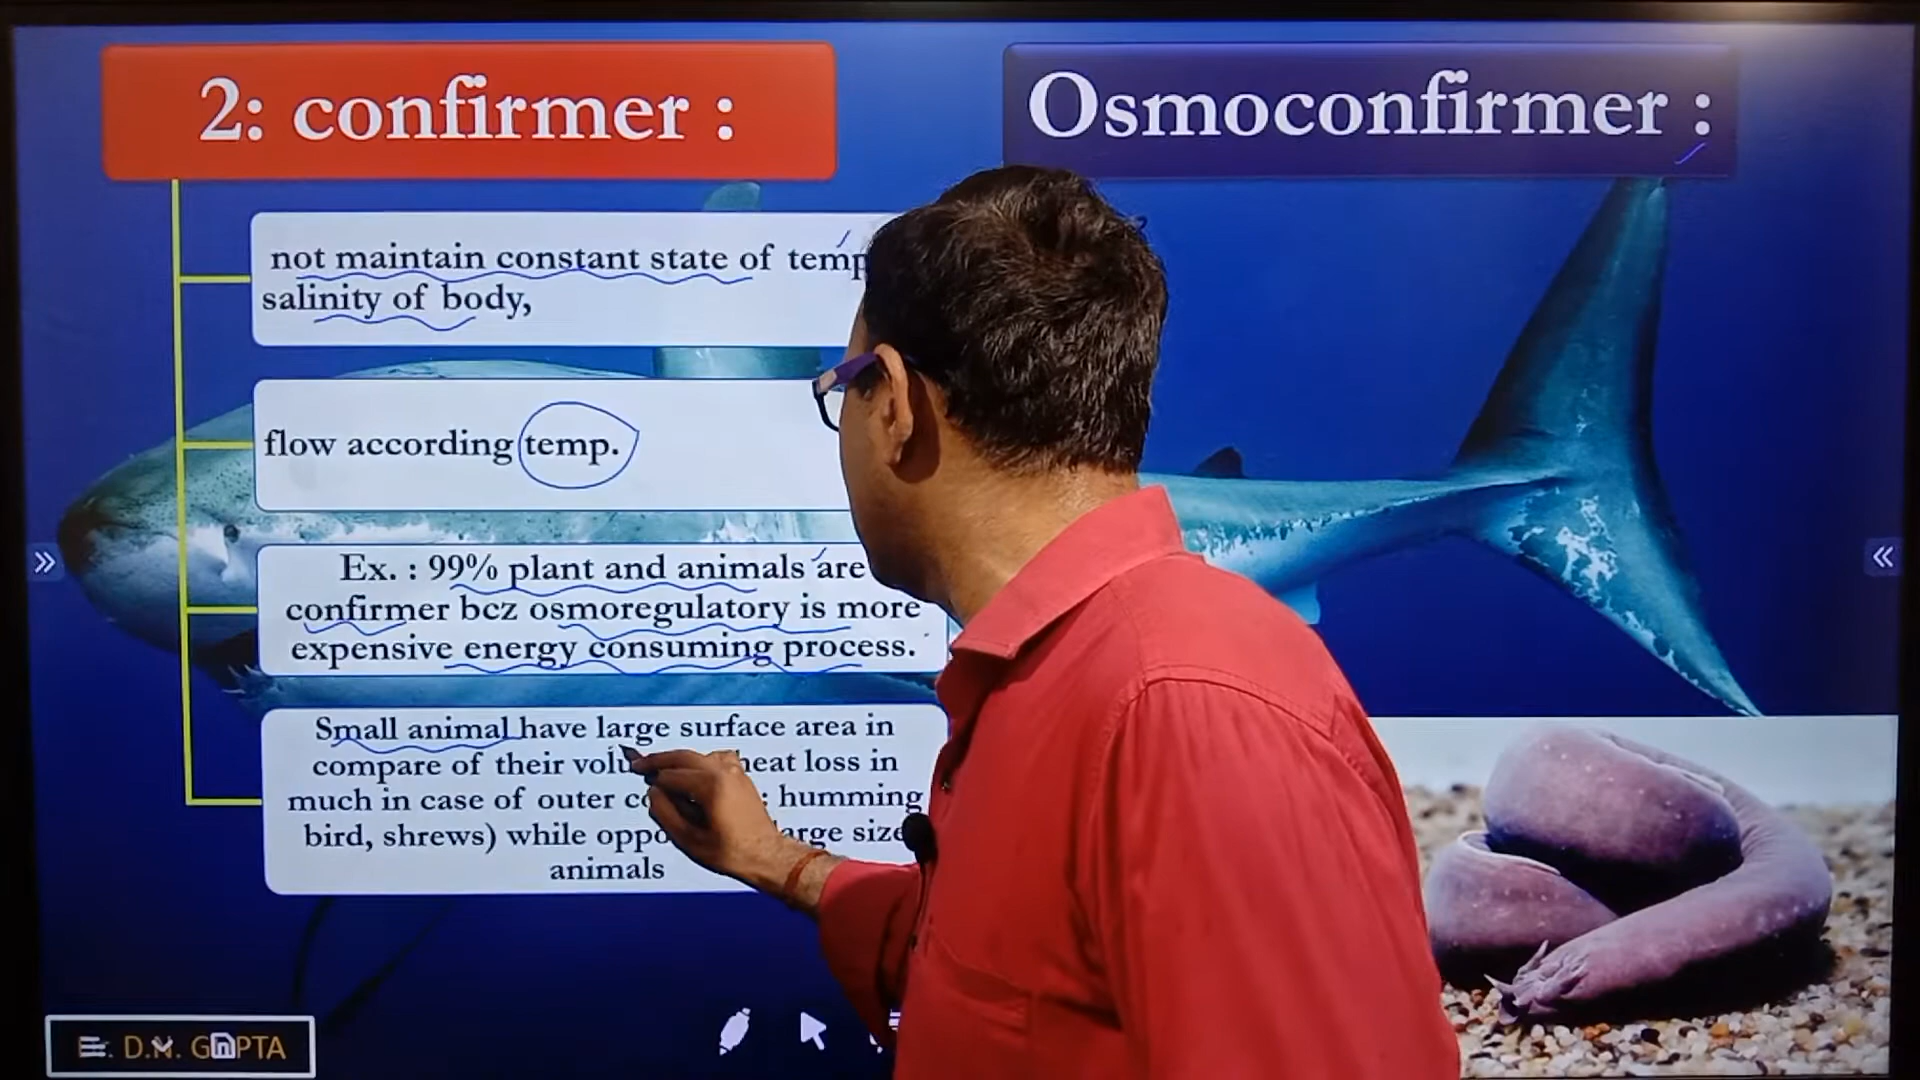 2: confirmer :
Osmoconfirmer :
not maintain constant state of temp
salinity of body,
flow according temp.
Ex. : 99% plant and animals are
confirmer bcz osmoregulatory is more
expensive energy consuming process.
Small animal have large surface area in
compare of their heat loss in
much in case of outer : humming
bird, shrews) while large size
animals
D.N. GUPTA